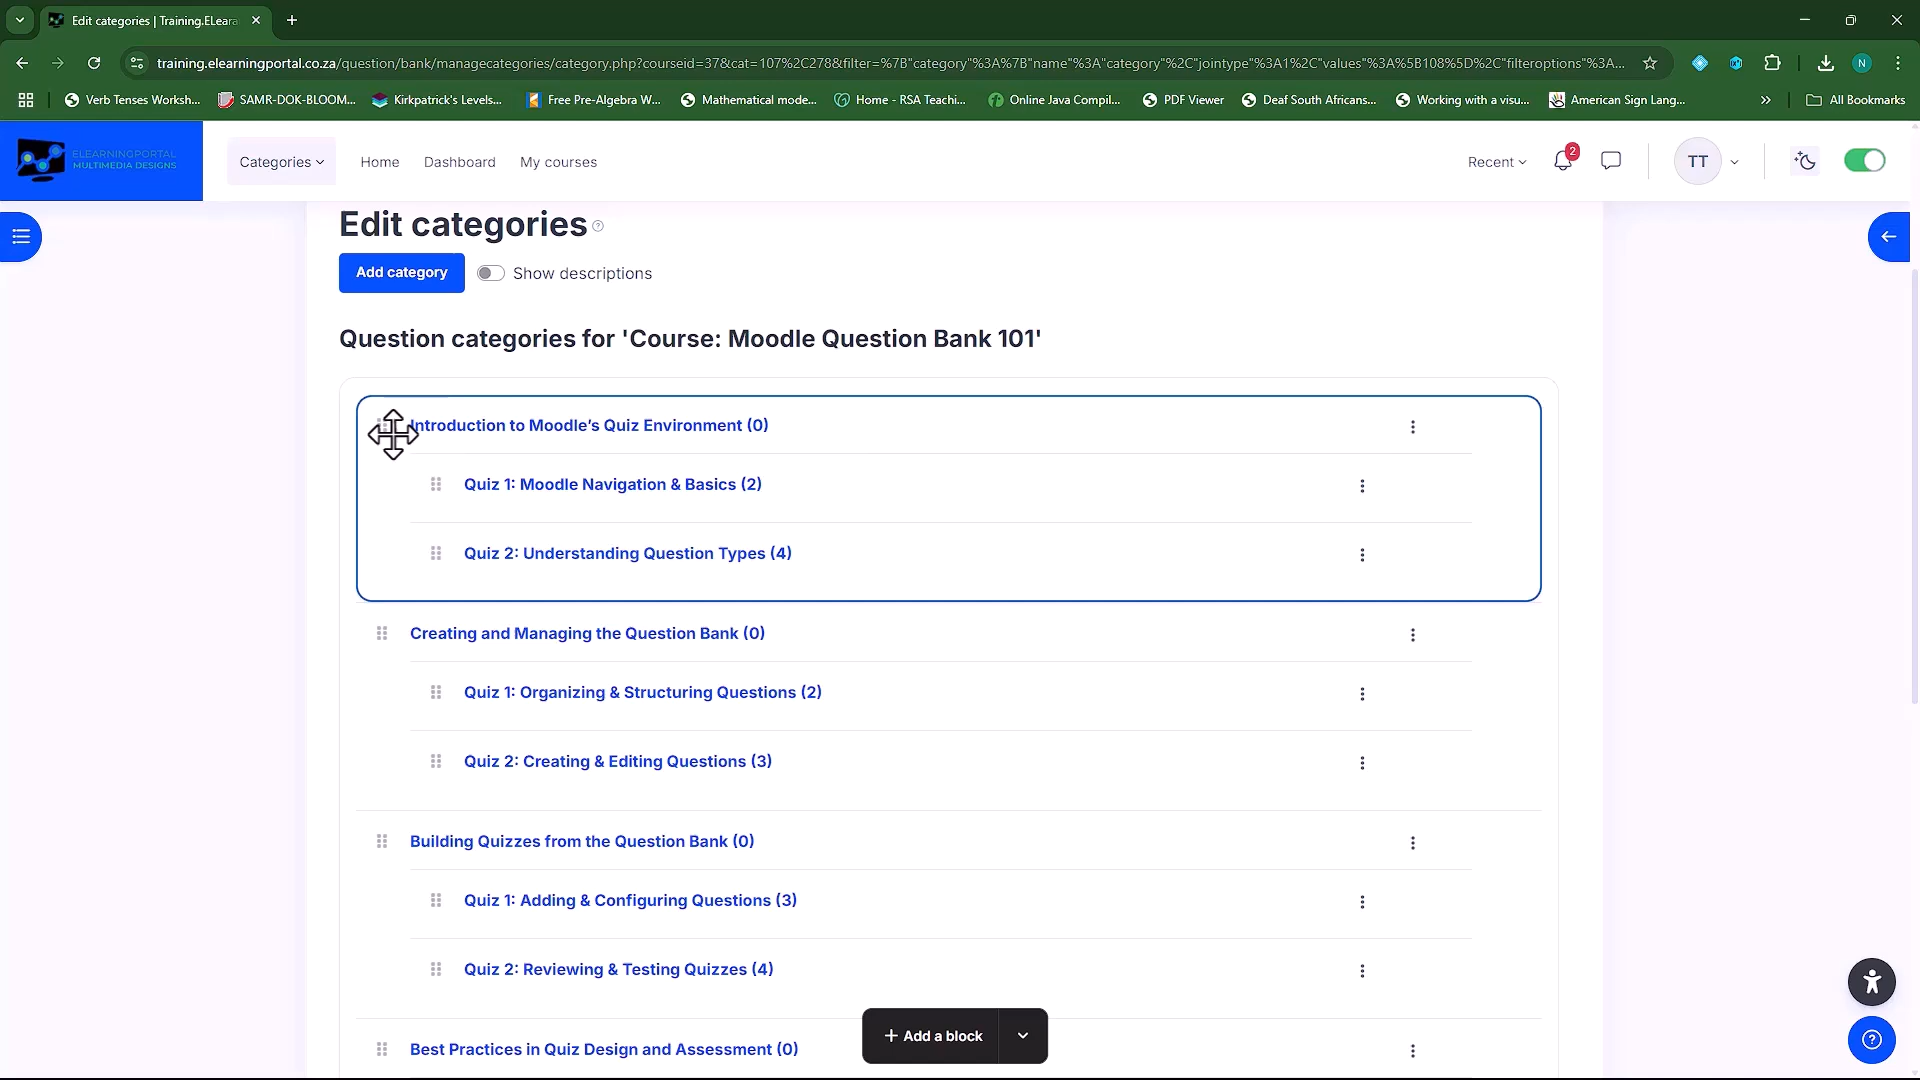 Edit categories | Training.ELeara
training.elearningportal.co.za/question/bank/managecategories/category.php?courseid=37&cat=107%2C278&filter=%7B"category"%3A%7B"name"%3A"category"%2C"jointype"%3A1%2C"values"%3A%5B108%5D%2C"filteroptions"%3A...
N
Verb Tenses Worksh...
SAMR-DOK-BLOOM...
Kirkpatrick's Levels...
Free Pre-Algebra W...
Mathematical mode...
Home - RSA Teachi...
Online Java Compil...
PDF Viewer
Deaf South Africans...
Working with a visu...
American Sign Lang...
All Bookmarks
ELEARNINGPORTAL
MULTIMEDIA DESIGNS
Categories
Home
Dashboard
My courses
Recent
2
TT
Edit categories
Add category
Show descriptions
Question categories for 'Course: Moodle Question Bank 101'
Introduction to Moodle's Quiz Environment (0)
Quiz 1: Moodle Navigation & Basics (2)
Quiz 2: Understanding Question Types (4)
Creating and Managing the Question Bank (0)
Quiz 1: Organizing & Structuring Questions (2)
Quiz 2: Creating & Editing Questions (3)
Building Quizzes from the Question Bank (0)
Quiz 1: Adding & Configuring Questions (3)
Quiz 2: Reviewing & Testing Quizzes (4)
+ Add a block
Best Practices in Quiz Design and Assessment (0)